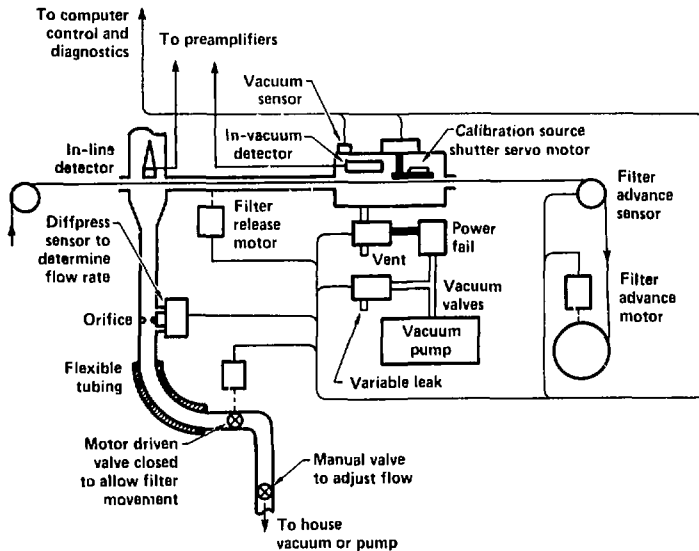 To computer
control and
diagnostics
To preamplifiers
Vacuum
sensor
In-line
detector
In-vacuum
detector
Calibration source
shutter servo motor
Filter
advance
sensor
Diffpress
sensor to
determine
flow rate
Filter
release
motor
Power
fail
Vent
Filter
advance
motor
Vacuum
valves
Orifice
Vacuum
pump
Flexible
tubing
Variable leak
Motor driven
valve closed
to allow filter
movement
Manual valve
to adjust flow
To house
vacuum or pump